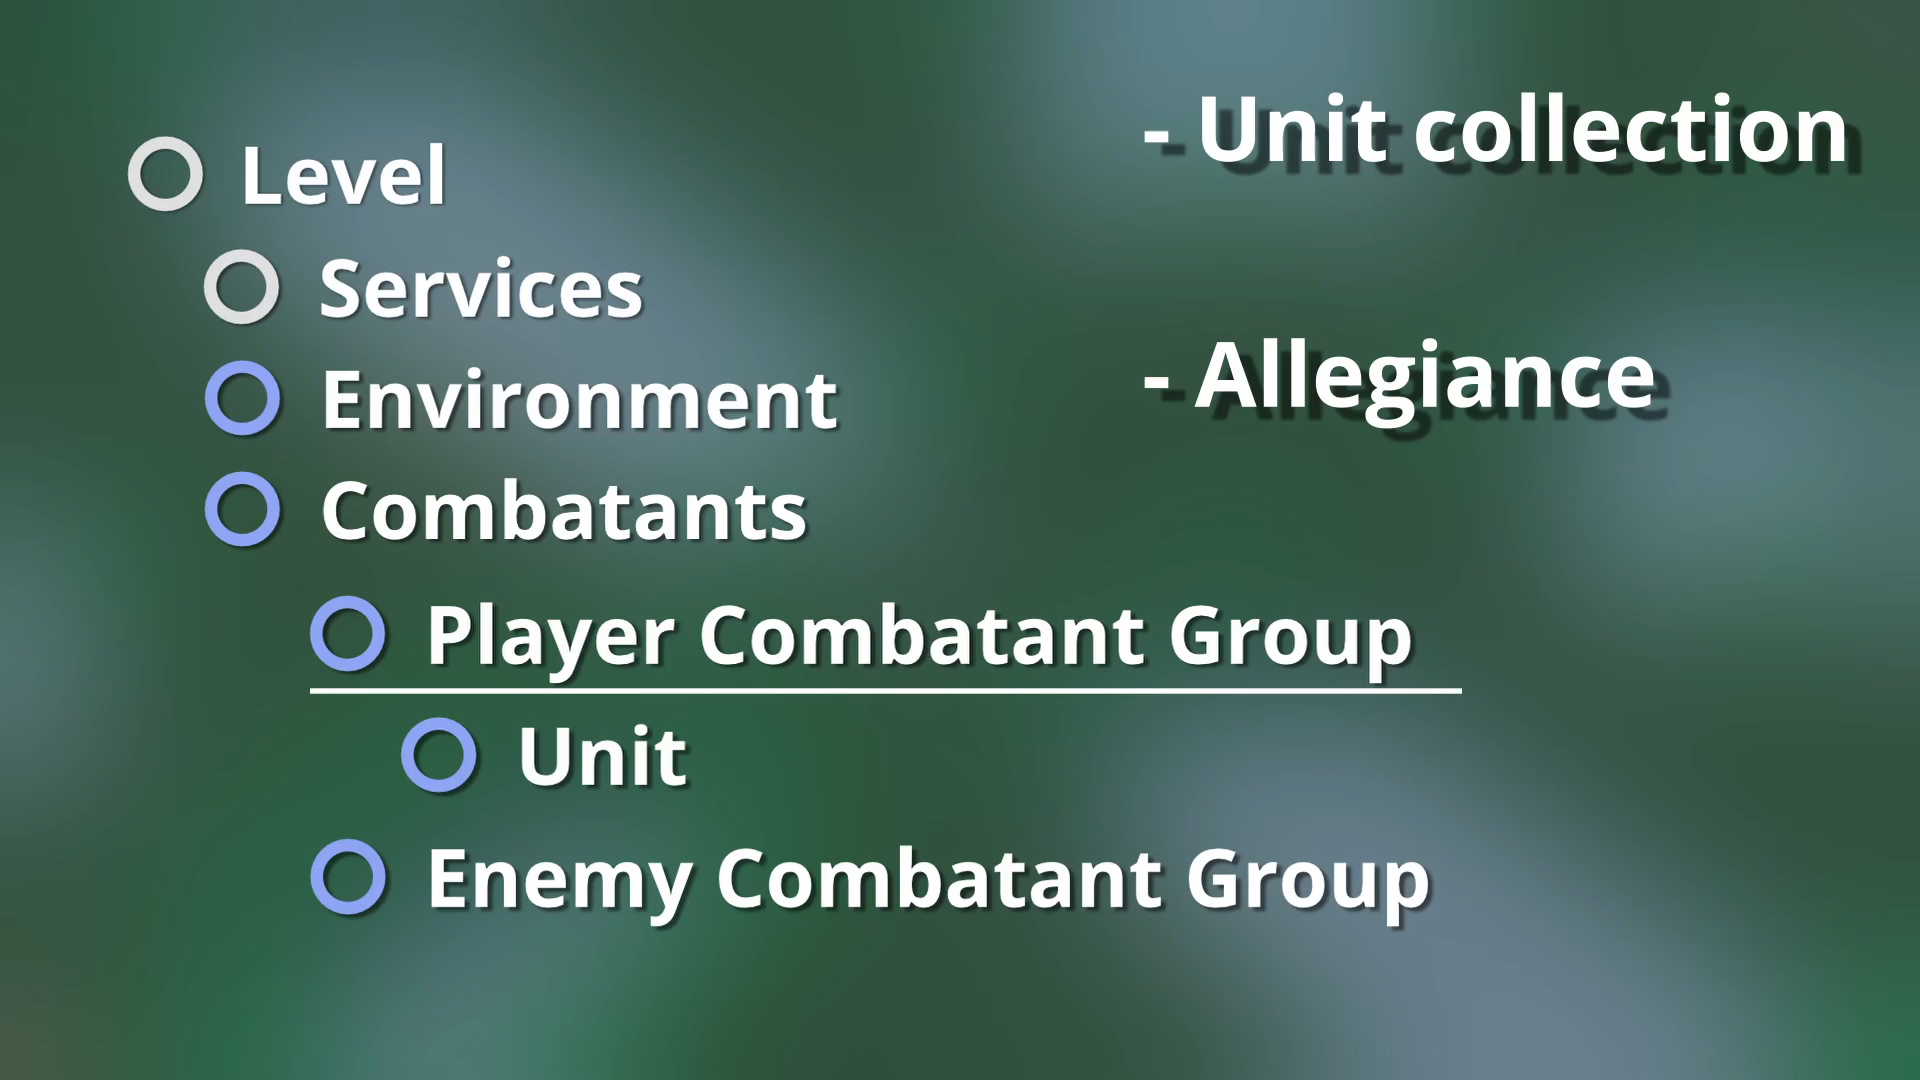 Level
Services
Environment
Combatants
Player Combatant Group
Unit
Enemy Combatant Group
- Unit collection
- Allegiance